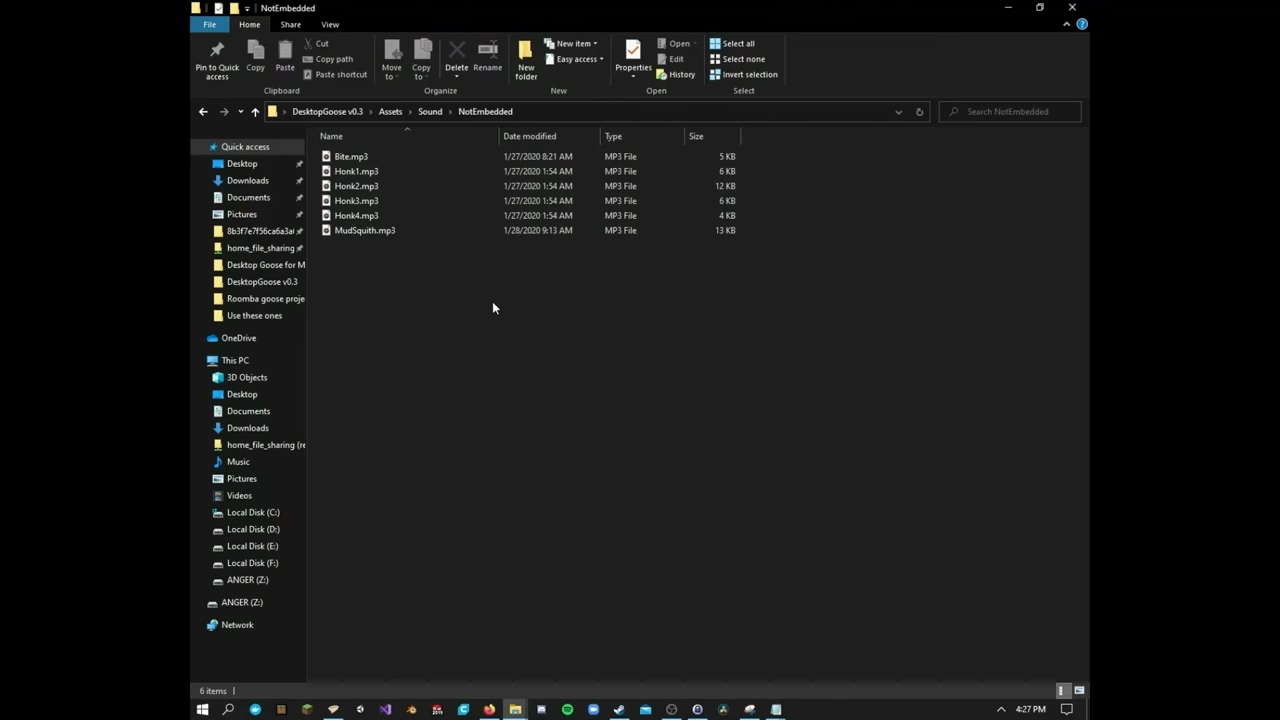 NotEmbedded
File Home Share View
Pin to Quick access
Copy
Paste
Cut
Copy path
Paste shortcut
Clipboard
Move to
Copy to
Delete
Rename
Organize
New folder
New item
Easy access
New
Properties
Open
Edit
History
Open
Select all
Select none
Invert selection
Select
DesktopGoose v0.3 > Assets > Sound > NotEmbedded
Search NotEmbedded
Name Date modified Type Size
Bite.mp3 1/27/2020 8:21 AM MP3 File 5 KB
Honk1.mp3 1/27/2020 1:54 AM MP3 File 6 KB
Honk2.mp3 1/27/2020 1:54 AM MP3 File 12 KB
Honk3.mp3 1/27/2020 1:54 AM MP3 File 6 KB
Honk4.mp3 1/27/2020 1:54 AM MP3 File 4 KB
MudSquith.mp3 1/28/2020 9:13 AM MP3 File 13 KB
Quick access
Desktop
Downloads
Documents
Pictures
8b3f7e7f56ca6a3a
home_file_sharing
Desktop Goose for M
DesktopGoose v0.3
Roomba goose proje
Use these ones
OneDrive
This PC
3D Objects
Desktop
Documents
Downloads
home_file_sharing (re
Music
Pictures
Videos
Local Disk (C:)
Local Disk (D:)
Local Disk (E:)
Local Disk (F:)
ANGER (Z:)
ANGER (Z:)
Network
6 items
4:27 PM